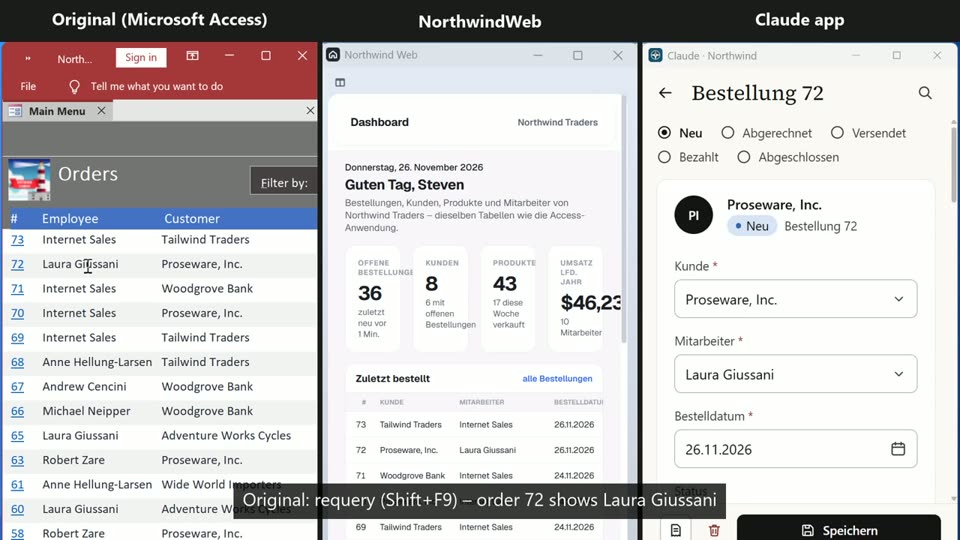 Original (Microsoft Access)
NorthwindWeb
Claude app
North...
Sign in
File
Tell me what you want to do
Main Menu
Orders
Filter by:
# Employee Customer
73 Internet Sales Tailwind Traders
72 Laura Giussani Proseware, Inc.
71 Internet Sales Woodgrove Bank
70 Internet Sales Proseware, Inc.
69 Internet Sales Tailwind Traders
68 Anne Hellung-Larsen Tailwind Traders
67 Andrew Cencini Woodgrove Bank
66 Michael Neipper Woodgrove Bank
65 Laura Giussani Adventure Works Cycles
63 Robert Zare Proseware, Inc.
61 Anne Hellung-Larsen Wide World Importers
60 Laura Giussani Adventure Works
58 Robert Zare Proseware, Inc.
Northwind Web
Dashboard
Northwind Traders
Donnerstag, 26. November 2026
Guten Tag, Steven
Bestellungen, Kunden, Produkte und Mitarbeiter von
Northwind Traders – dieselben Tabellen wie die Access-
Anwendung.
OFFENE
BESTELLUNGE
36
zuletzt
neu vor
1 Min.
KUNDEN
8
6 mit
offenen
Bestellungen
PRODUKTE
43
17 diese
Woche
verkauft
UMSATZ
LFD.
JAHR
$46,23
10
Mitarbeiter
Zuletzt bestellt
alle Bestellungen
# KUNDE MITARBEITER BESTELLDATU
73 Tailwind Traders Internet Sales 26.11.2026
72 Proseware, Inc. Laura Giussani 26.11.2026
71 Woodgrove Bank Internet Sales 24.11.2026
69 Tailwind Traders Internet Sales 24.11.2026
Claude · Northwind
Bestellung 72
Neu
Abgerechnet
Versendet
Bezahlt
Abgeschlossen
PI
Proseware, Inc.
Neu
Bestellung 72
Kunde *
Proseware, Inc.
Mitarbeiter *
Laura Giussani
Bestelldatum *
26.11.2026
Status
Speichern
Original: requery (Shift+F9) – order 72 shows Laura Giussani